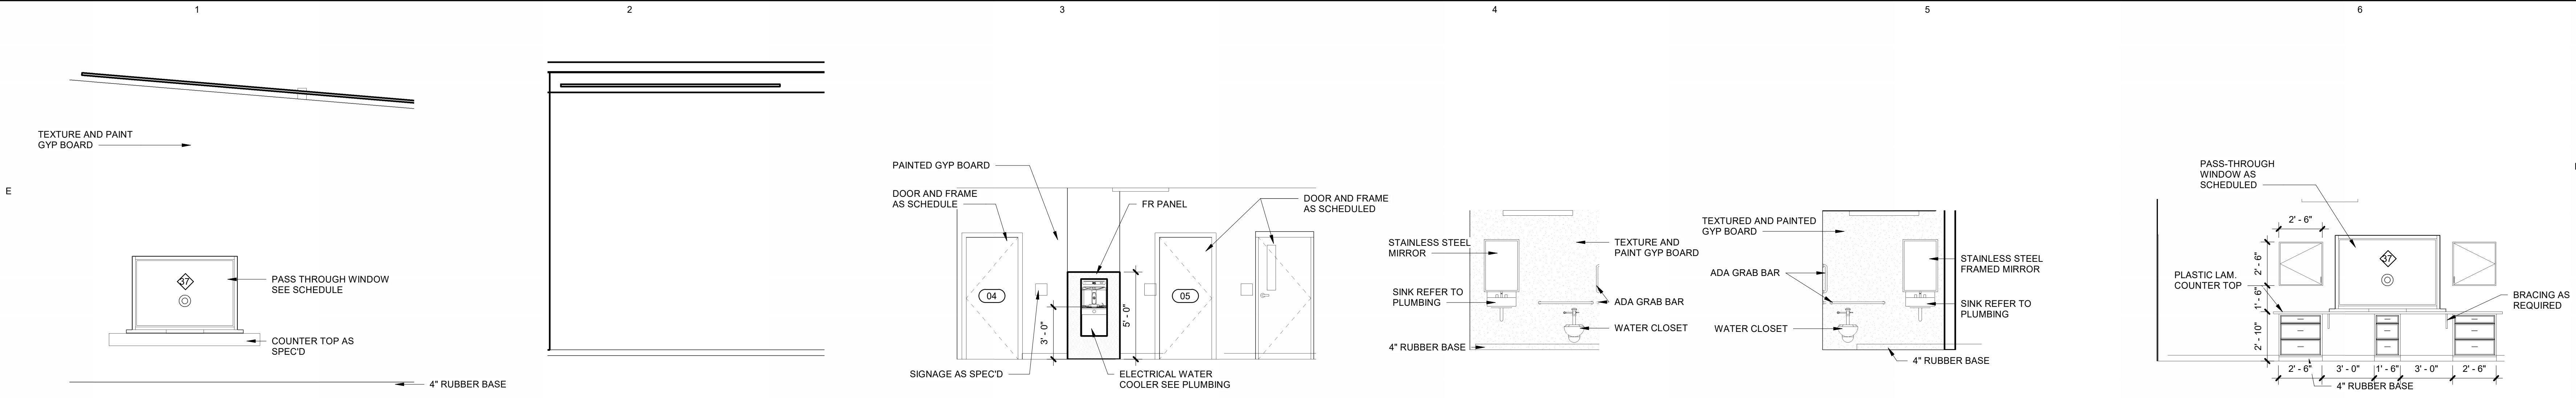 1
2
3
4
5
6
E
TEXTURE AND PAINT
GYP BOARD
37
PASS THROUGH WINDOW
SEE SCHEDULE
COUNTER TOP AS
SPEC'D
4" RUBBER BASE
PAINTED GYP BOARD
DOOR AND FRAME
AS SCHEDULE
FR PANEL
DOOR AND FRAME
AS SCHEDULED
04
05
3' - 0"
5' - 0"
SIGNAGE AS SPEC'D
ELECTRICAL WATER
COOLER SEE PLUMBING
STAINLESS STEEL
MIRROR
TEXTURE AND
PAINT GYP BOARD
SINK REFER TO
PLUMBING
ADA GRAB BAR
WATER CLOSET
4" RUBBER BASE
TEXTURED AND PAINTED
GYP BOARD
ADA GRAB BAR
STAINLESS STEEL
FRAMED MIRROR
SINK REFER TO
PLUMBING
WATER CLOSET
4" RUBBER BASE
PASS-THROUGH
WINDOW AS
SCHEDULED
2' - 6"
37
2' - 6"
PLASTIC LAM.
COUNTER TOP
1' - 6"
BRACING AS
REQUIRED
2' - 10"
2' - 6"
3' - 0"
1' - 6"
3' - 0"
2' - 6"
4" RUBBER BASE